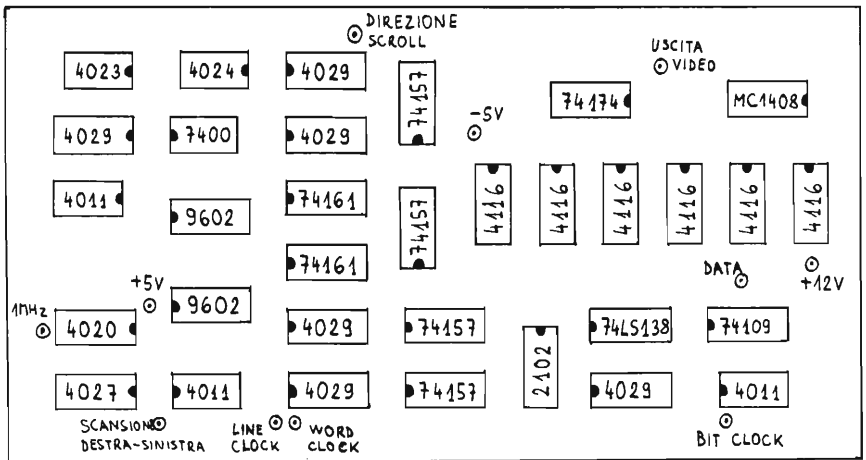 DIREZIONE
SCROLL
USCITA
VIDEO
4023
4024
4029
74157
74174
MC1408
-5V
4029
7400
4029
4011
9602
74161
74157
4116
4116
4116
4116
4116
4116
74161
DATA
+12V
+5V
1MHz
4020
9602
4029
74157
2102
74LS138
74109
4027
4011
4029
74157
4029
4011
SCANSIONE
DESTRA-SINISTRA
LINE
CLOCK
WORD
CLOCK
BIT CLOCK